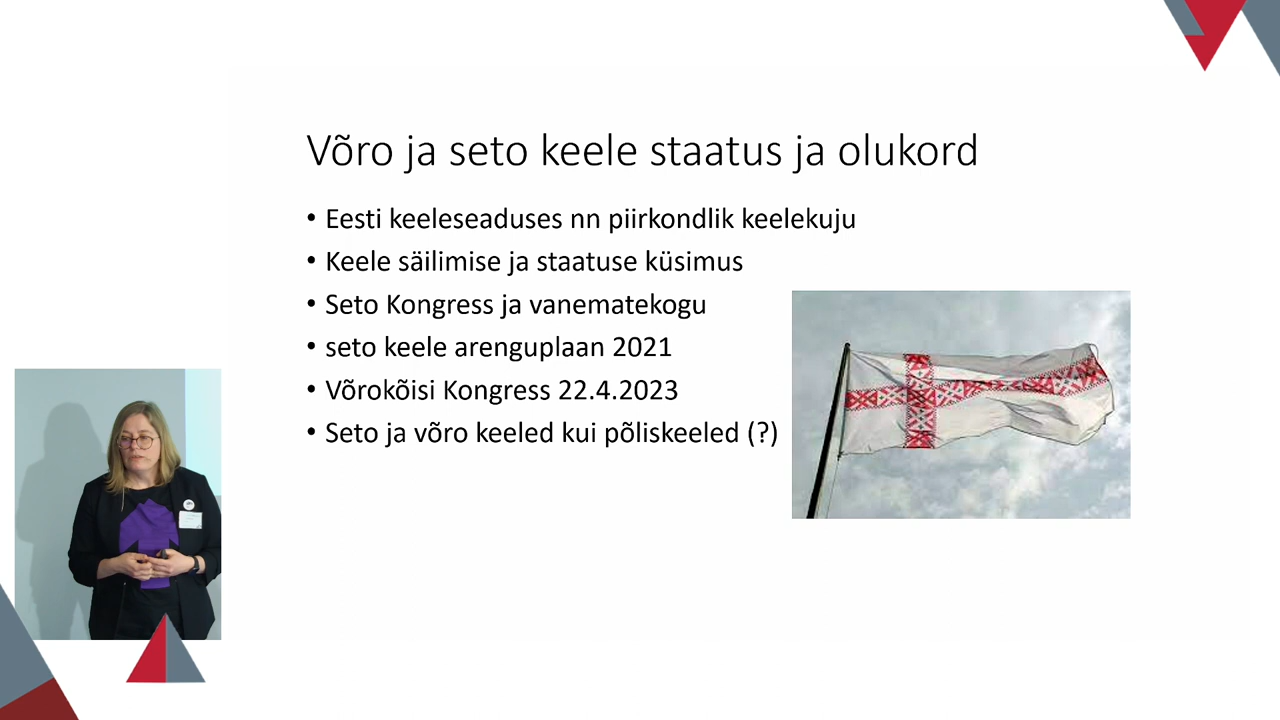 Võro ja seto keele staatus ja olukord
• Eesti keeleseaduses nn piirkondlik keelekuju
• Keele säilimise ja staatuse küsimus
• Seto Kongress ja vanematekogu
• seto keele arenguplaan 2021
• Võrokõisi Kongress 22.4.2023
• Seto ja võro keeled kui põliskeeled (?)